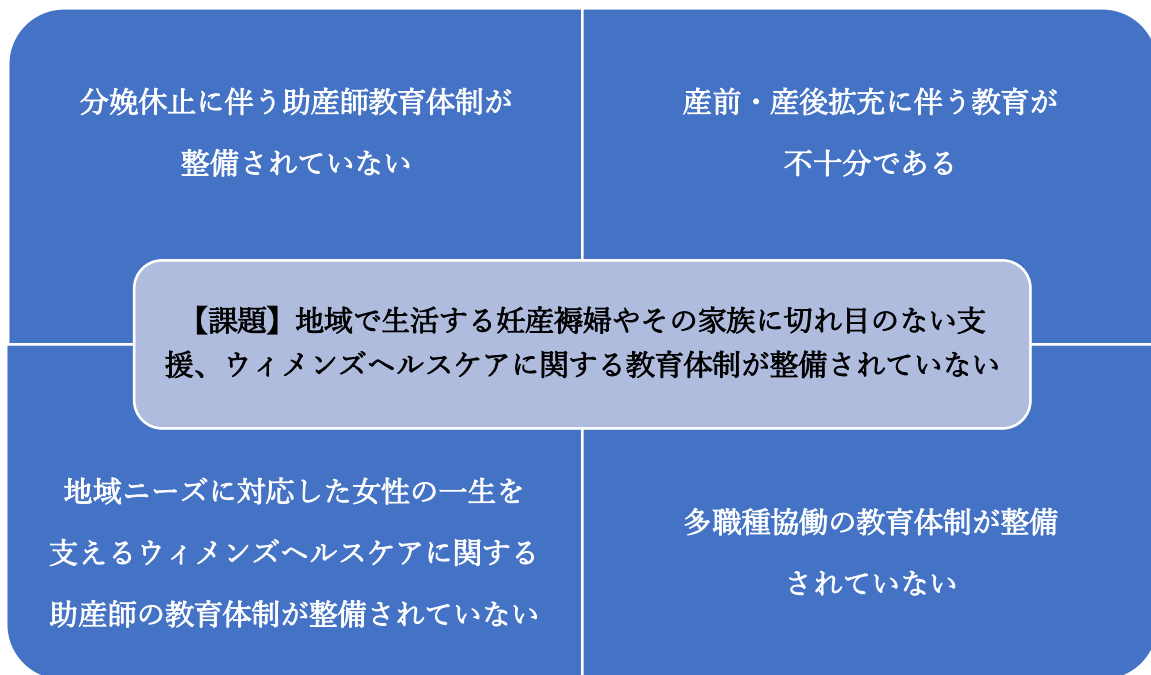 分娩休止に伴う助産師教育体制が
整備されていない
産前・産後拡充に伴う教育が
不十分である
【課題】地域で生活する妊産褥婦やその家族に切れ目のない支
援、ウィメンズヘルスケアに関する教育体制が整備されていない
地域ニーズに対応した女性の一生を
支えるウィメンズヘルスケアに関する
助産師の教育体制が整備されていない
多職種協働の教育体制が整備
されていない